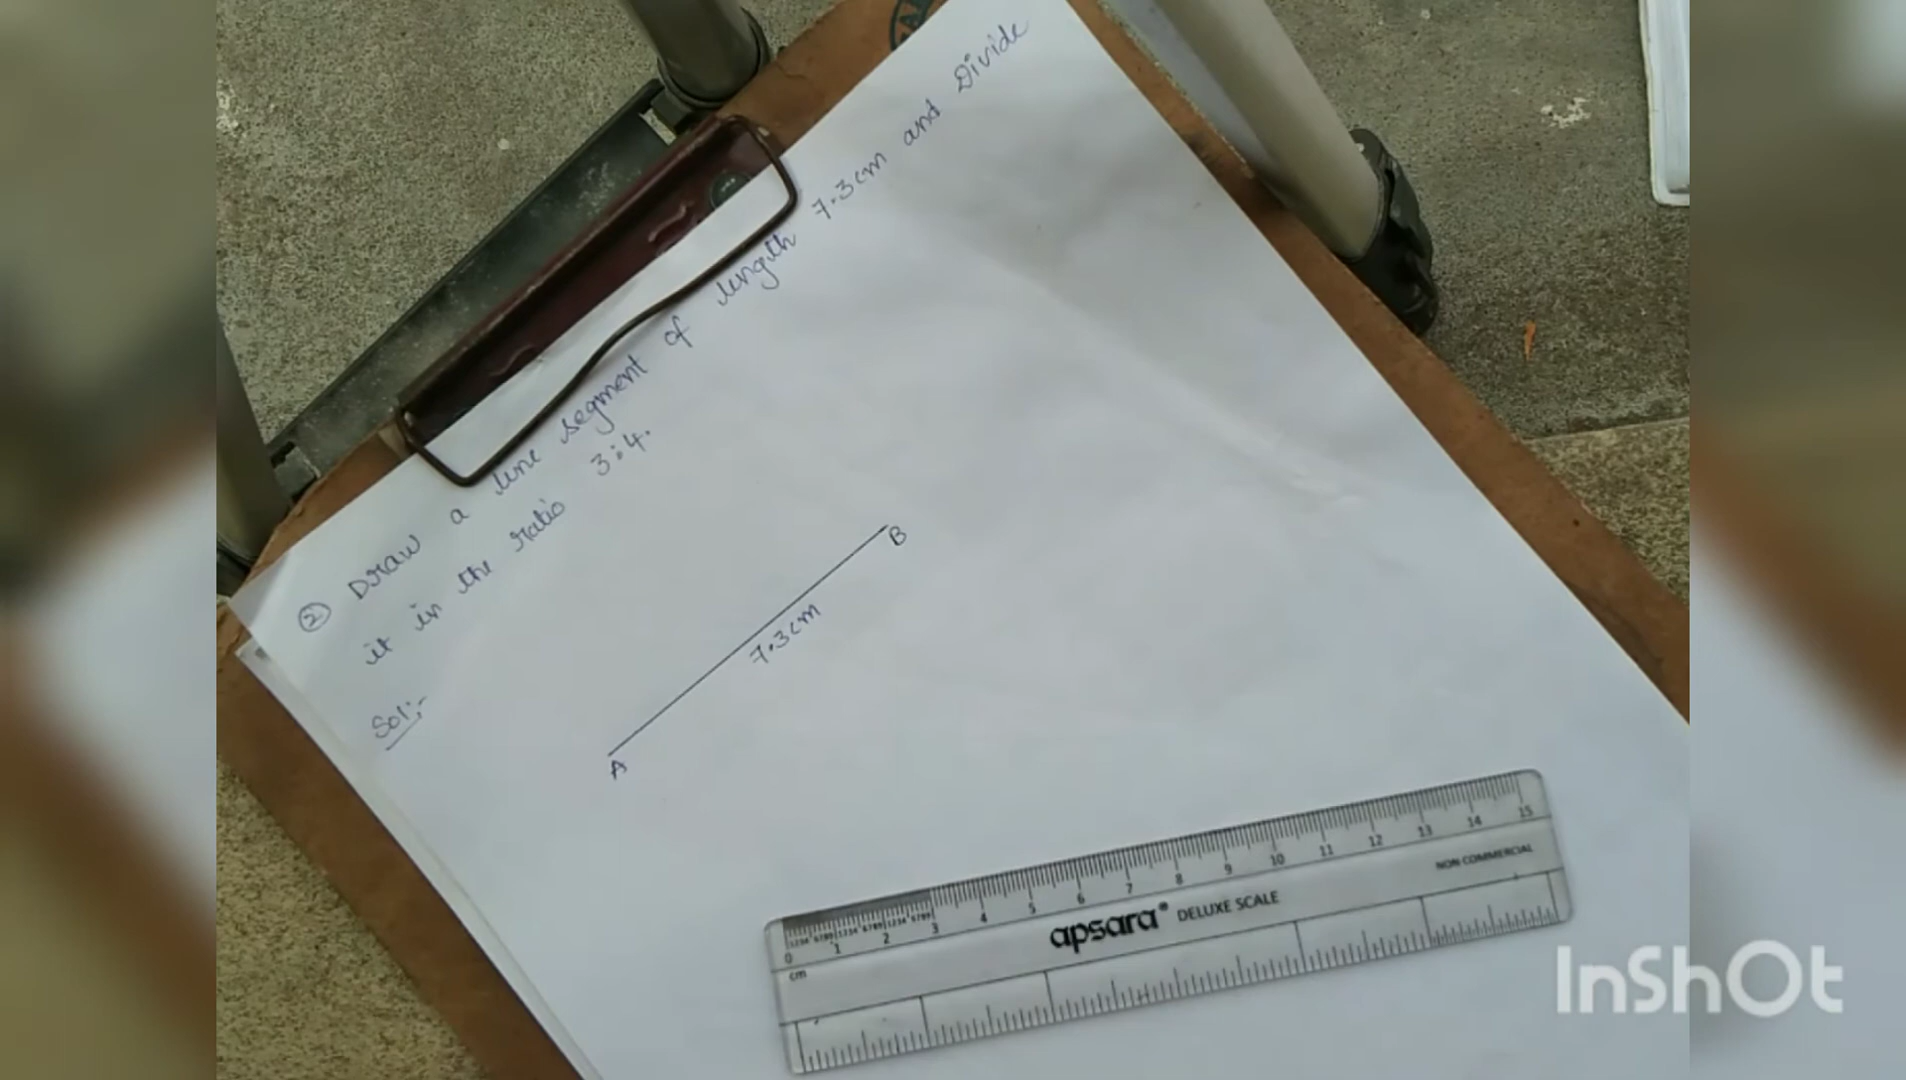 ② Draw a line segment of length 7.3cm and Divide
it in the ratio 3:4.
Sol:-
A
B
7.3cm
0 1 2 3 4 5 6 7 8 9 10 11 12 13 14 15
cm
apsara® DELUXE SCALE
NON COMMERCIAL
InShOt